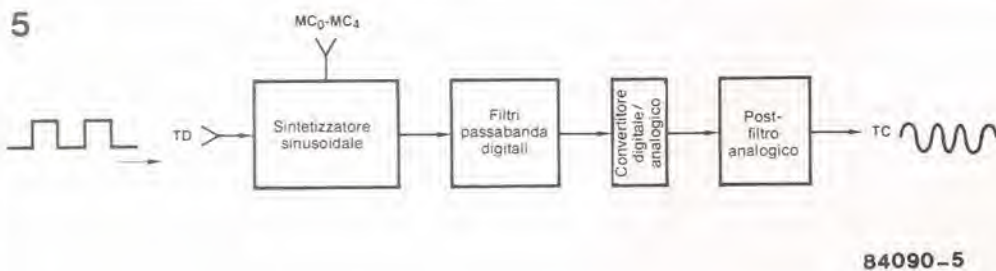 5
MC₀-MC₄
TD
Sintetizzatore
sinusoidale
Filtri
passabanda
digitali
Convertitore
digitale/
analogico
Post-
filtro
analogico
TC
84090-5